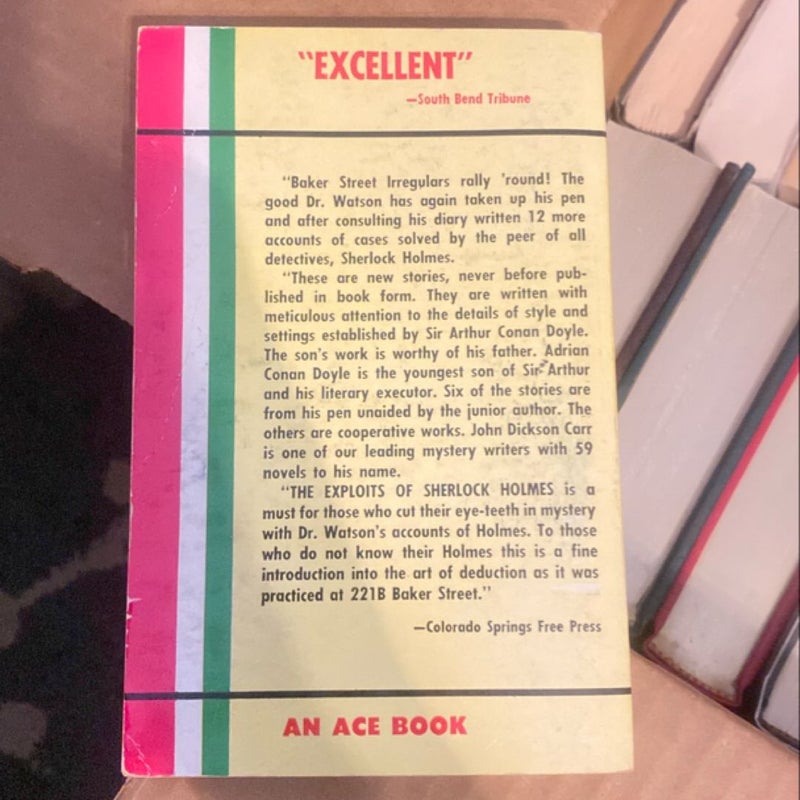 "EXCELLENT"
—South Bend Tribune
"Baker Street Irregulars rally 'round! The
good Dr. Watson has again taken up his pen
and after consulting his diary written 12 more
accounts of cases solved by the peer of all
detectives, Sherlock Holmes.
"These are new stories, never before pub-
lished in book form. They are written with
meticulous attention to the details of style and
settings established by Sir Arthur Conan Doyle.
The son's work is worthy of his father. Adrian
Conan Doyle is the youngest son of Sir Arthur
and his literary executor. Six of the stories are
from his pen unaided by the junior author. The
others are cooperative works. John Dickson Carr
is one of our leading mystery writers with 59
novels to his name.
"THE EXPLOITS OF SHERLOCK HOLMES is a
must for those who cut their eye-teeth in mystery
with Dr. Watson's accounts of Holmes. To those
who do not know their Holmes this is a fine
introduction into the art of deduction as it was
practiced at 221B Baker Street."
—Colorado Springs Free Press
AN ACE BOOK